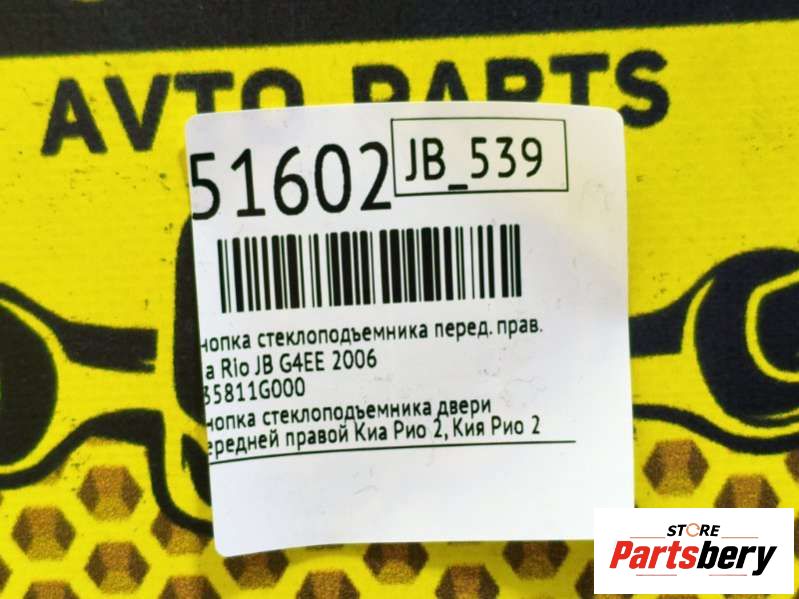 AVTO PARTS
51602
JB_539
нопка стеклоподъемника перед. прав.
a Rio JB G4EE 2006
35811G000
нопка стеклоподъемника двери
ередней правой Киа Рио 2, Кия Рио 2
STORE
Partsbery